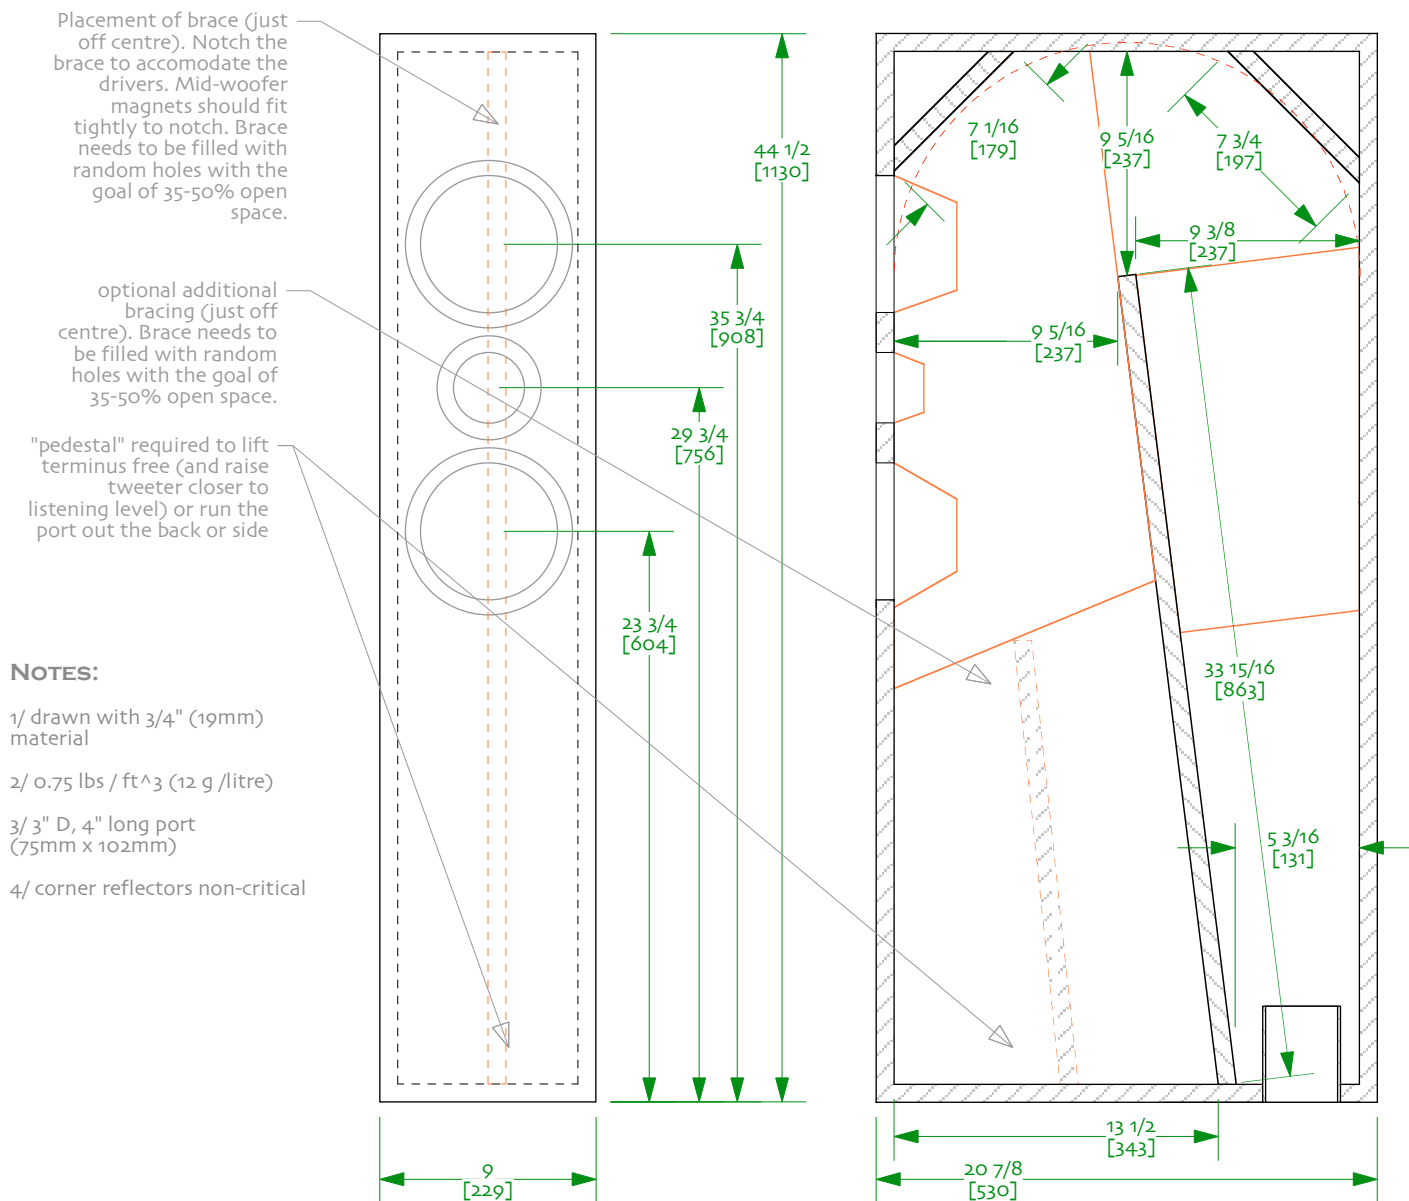 Placement of brace (just
off centre). Notch the
brace to accomodate the
drivers. Mid-woofer
magnets should fit
tightly to notch. Brace
needs to be filled with
random holes with the
goal of 35-50% open
space.
optional additional
bracing (just off
centre). Brace needs to
be filled with random
holes with the goal of
35-50% open space.
"pedestal" required to lift
terminus free (and raise
tweeter closer to
listening level) or run the
port out the back or side
NOTES:
1/ drawn with 3/4" (19mm)
material
2/ 0.75 lbs / ft^3 (12 g /litre)
3/ 3" D, 4" long port
(75mm x 102mm)
4/ corner reflectors non-critical
44 1/2
[1130]
35 3/4
[908]
29 3/4
[756]
23 3/4
[604]
9
[229]
7 1/16
[179]
9 5/16
[237]
7 3/4
[197]
9 3/8
[237]
9 5/16
[237]
33 15/16
[863]
5 3/16
[131]
13 1/2
[343]
20 7/8
[530]